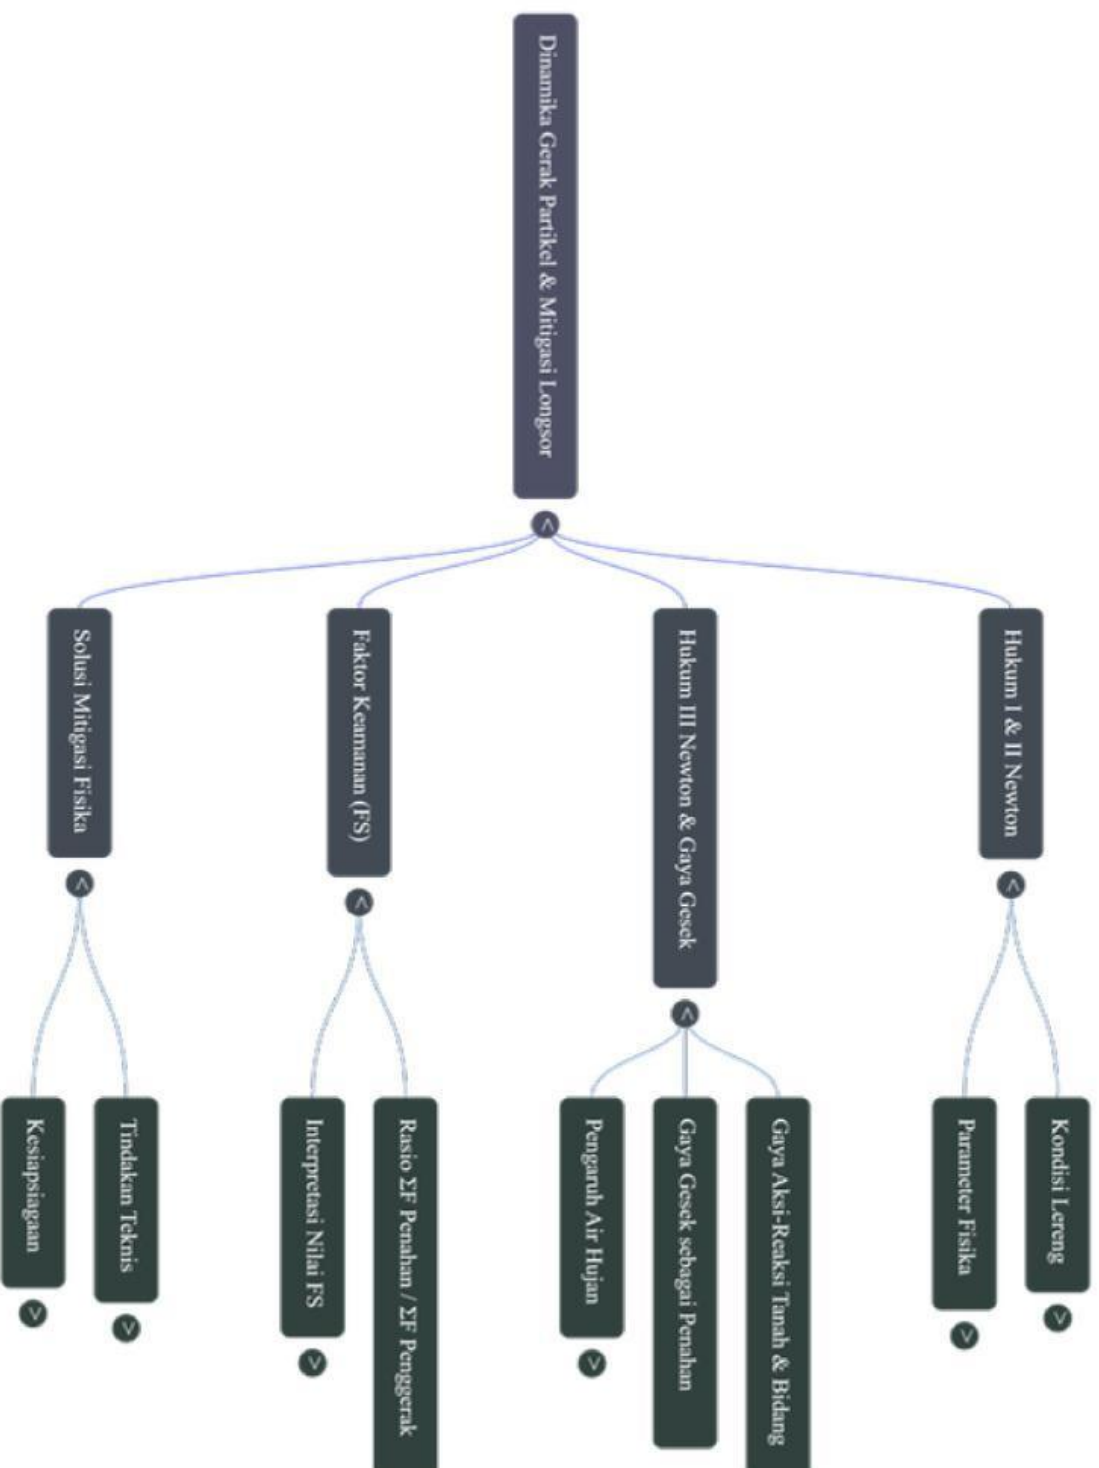 Dinamika Gerak Partikel & Mitigasi Longsor
Hukum I & II Newton
Kondisi Lereng
Parameter Fisika
Hukum III Newton & Gaya Gesek
Gaya Aksi-Reaksi Tanah & Bidang
Gaya Gesek sebagai Penahan
Pengaruh Air Hujan
Faktor Keamanan (FS)
Rasio ΣF Penahan / ΣF Penggerak
Interpretasi Nilai FS
Solusi Mitigasi Fisika
Tindakan Teknis
Kesiapsiagaan